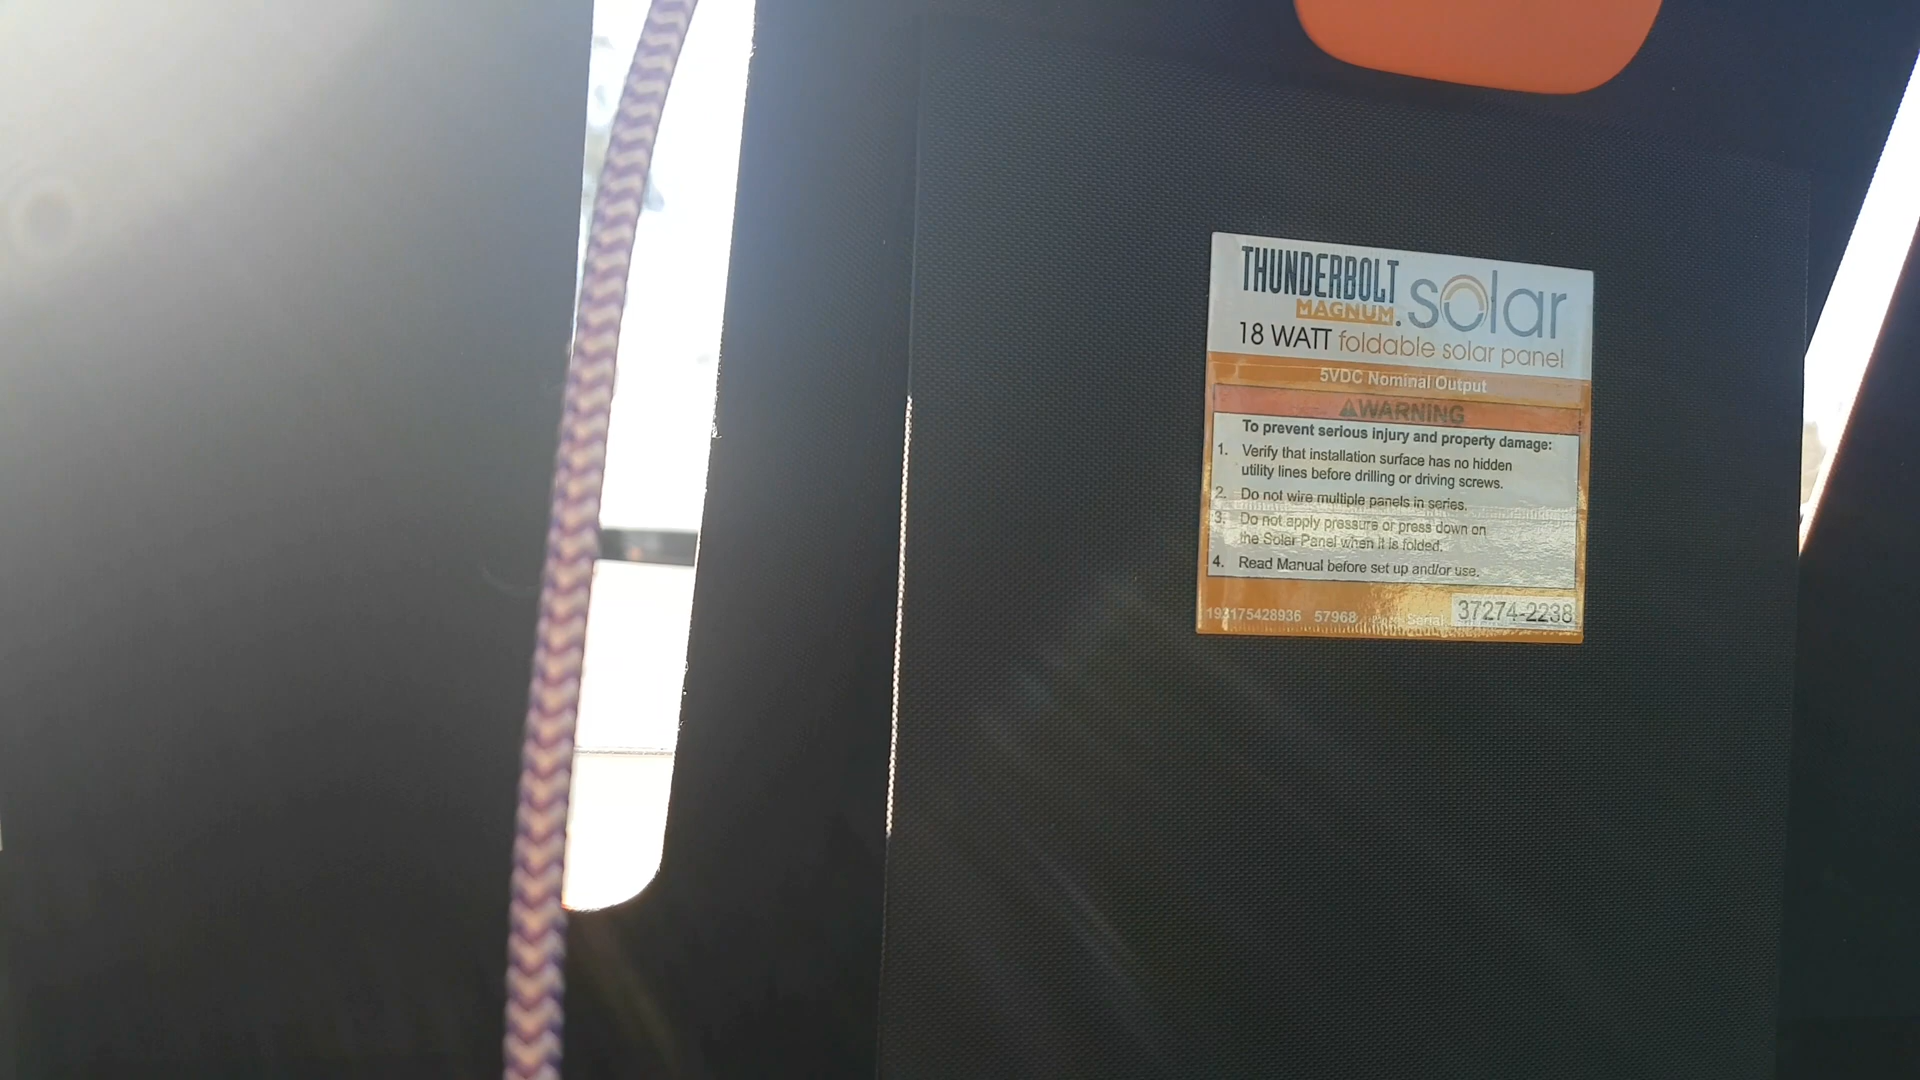 THUNDERBOLT
MAGNUM. solar
18 WATT foldable solar panel
5VDC Nominal Output
⚠WARNING
To prevent serious injury and property damage:
1. Verify that installation surface has no hidden
utility lines before drilling or driving screws.
2. Do not wire multiple panels in series.
3. Do not apply pressure or press down on
the Solar Panel when it is folded.
4. Read Manual before set up and/or use.
193175428936 57968 Serial 37274-2238